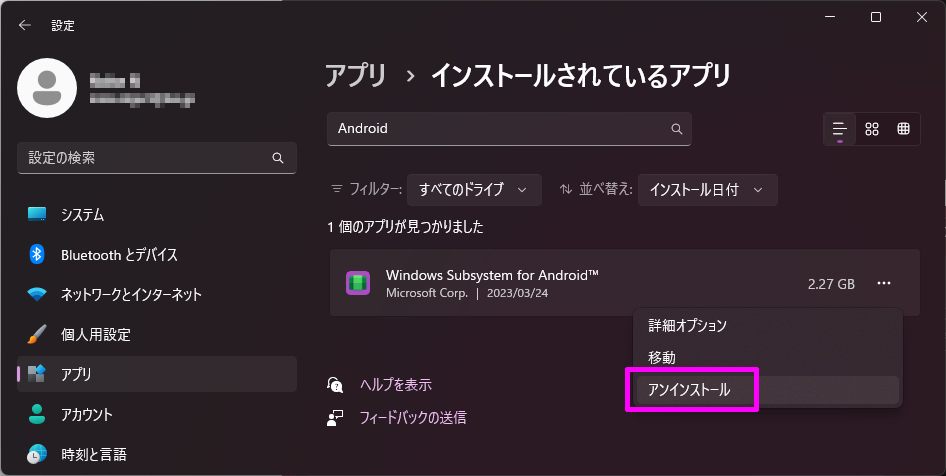 設定
アプリ › インストールされているアプリ
Android
設定の検索
フィルター: すべてのドライブ 並べ替え: インストール日付
1 個のアプリが見つかりました
システム
Bluetooth とデバイス
ネットワークとインターネット
個人用設定
アプリ
アカウント
時刻と言語
Windows Subsystem for Android™
Microsoft Corp. | 2023/03/24
2.27 GB
詳細オプション
移動
アンインストール
ヘルプを表示
フィードバックの送信